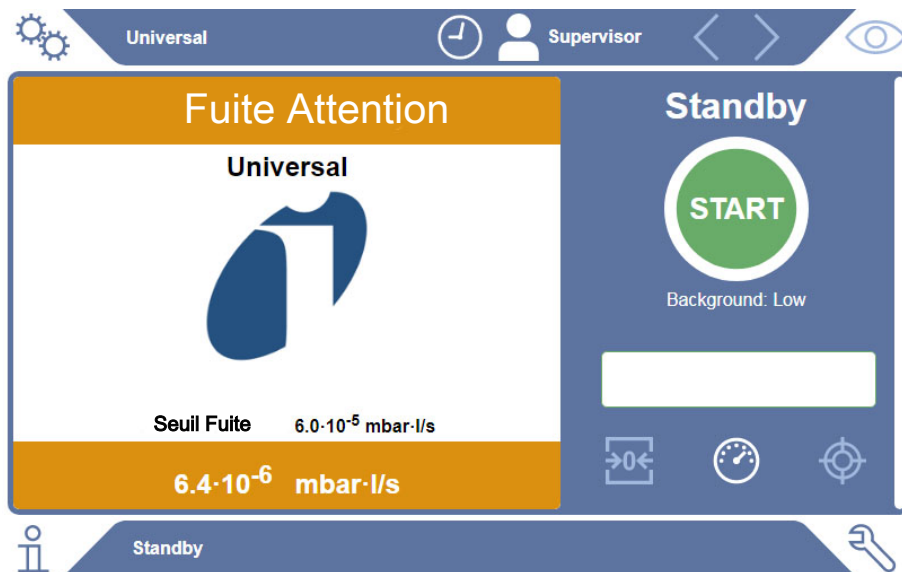 Universal
Supervisor
Fuite Attention
Universal
Seuil Fuite 6.0·10⁻⁵ mbar·l/s
6.4·10⁻⁶ mbar·l/s
Standby
START
Background: Low
→0←
Standby